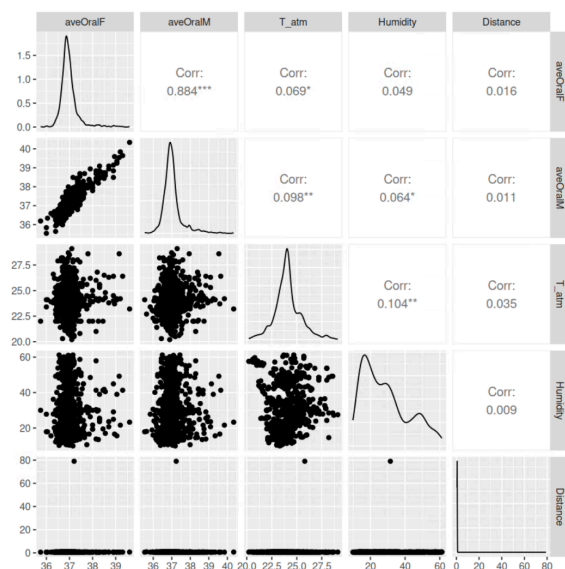 aveOralF aveOralM T_atm Humidity Distance
1.5
1.0
0.5
0.0
Corr:
0.884***
Corr:
0.069*
Corr:
0.049
Corr:
0.016
aveOralF
40
39
38
37
36
Corr:
0.098**
Corr:
0.064*
Corr:
0.011
aveOralM
27.5
25.0
22.5
20.0
Corr:
0.104**
Corr:
0.035
T_atm
60
40
20
Corr:
0.009
Humidity
80
60
40
20
0
Distance
36 37 38 39 36 37 38 39 40 20.0 22.5 25.0 27.5 20 40 60 0 20 40 60 80